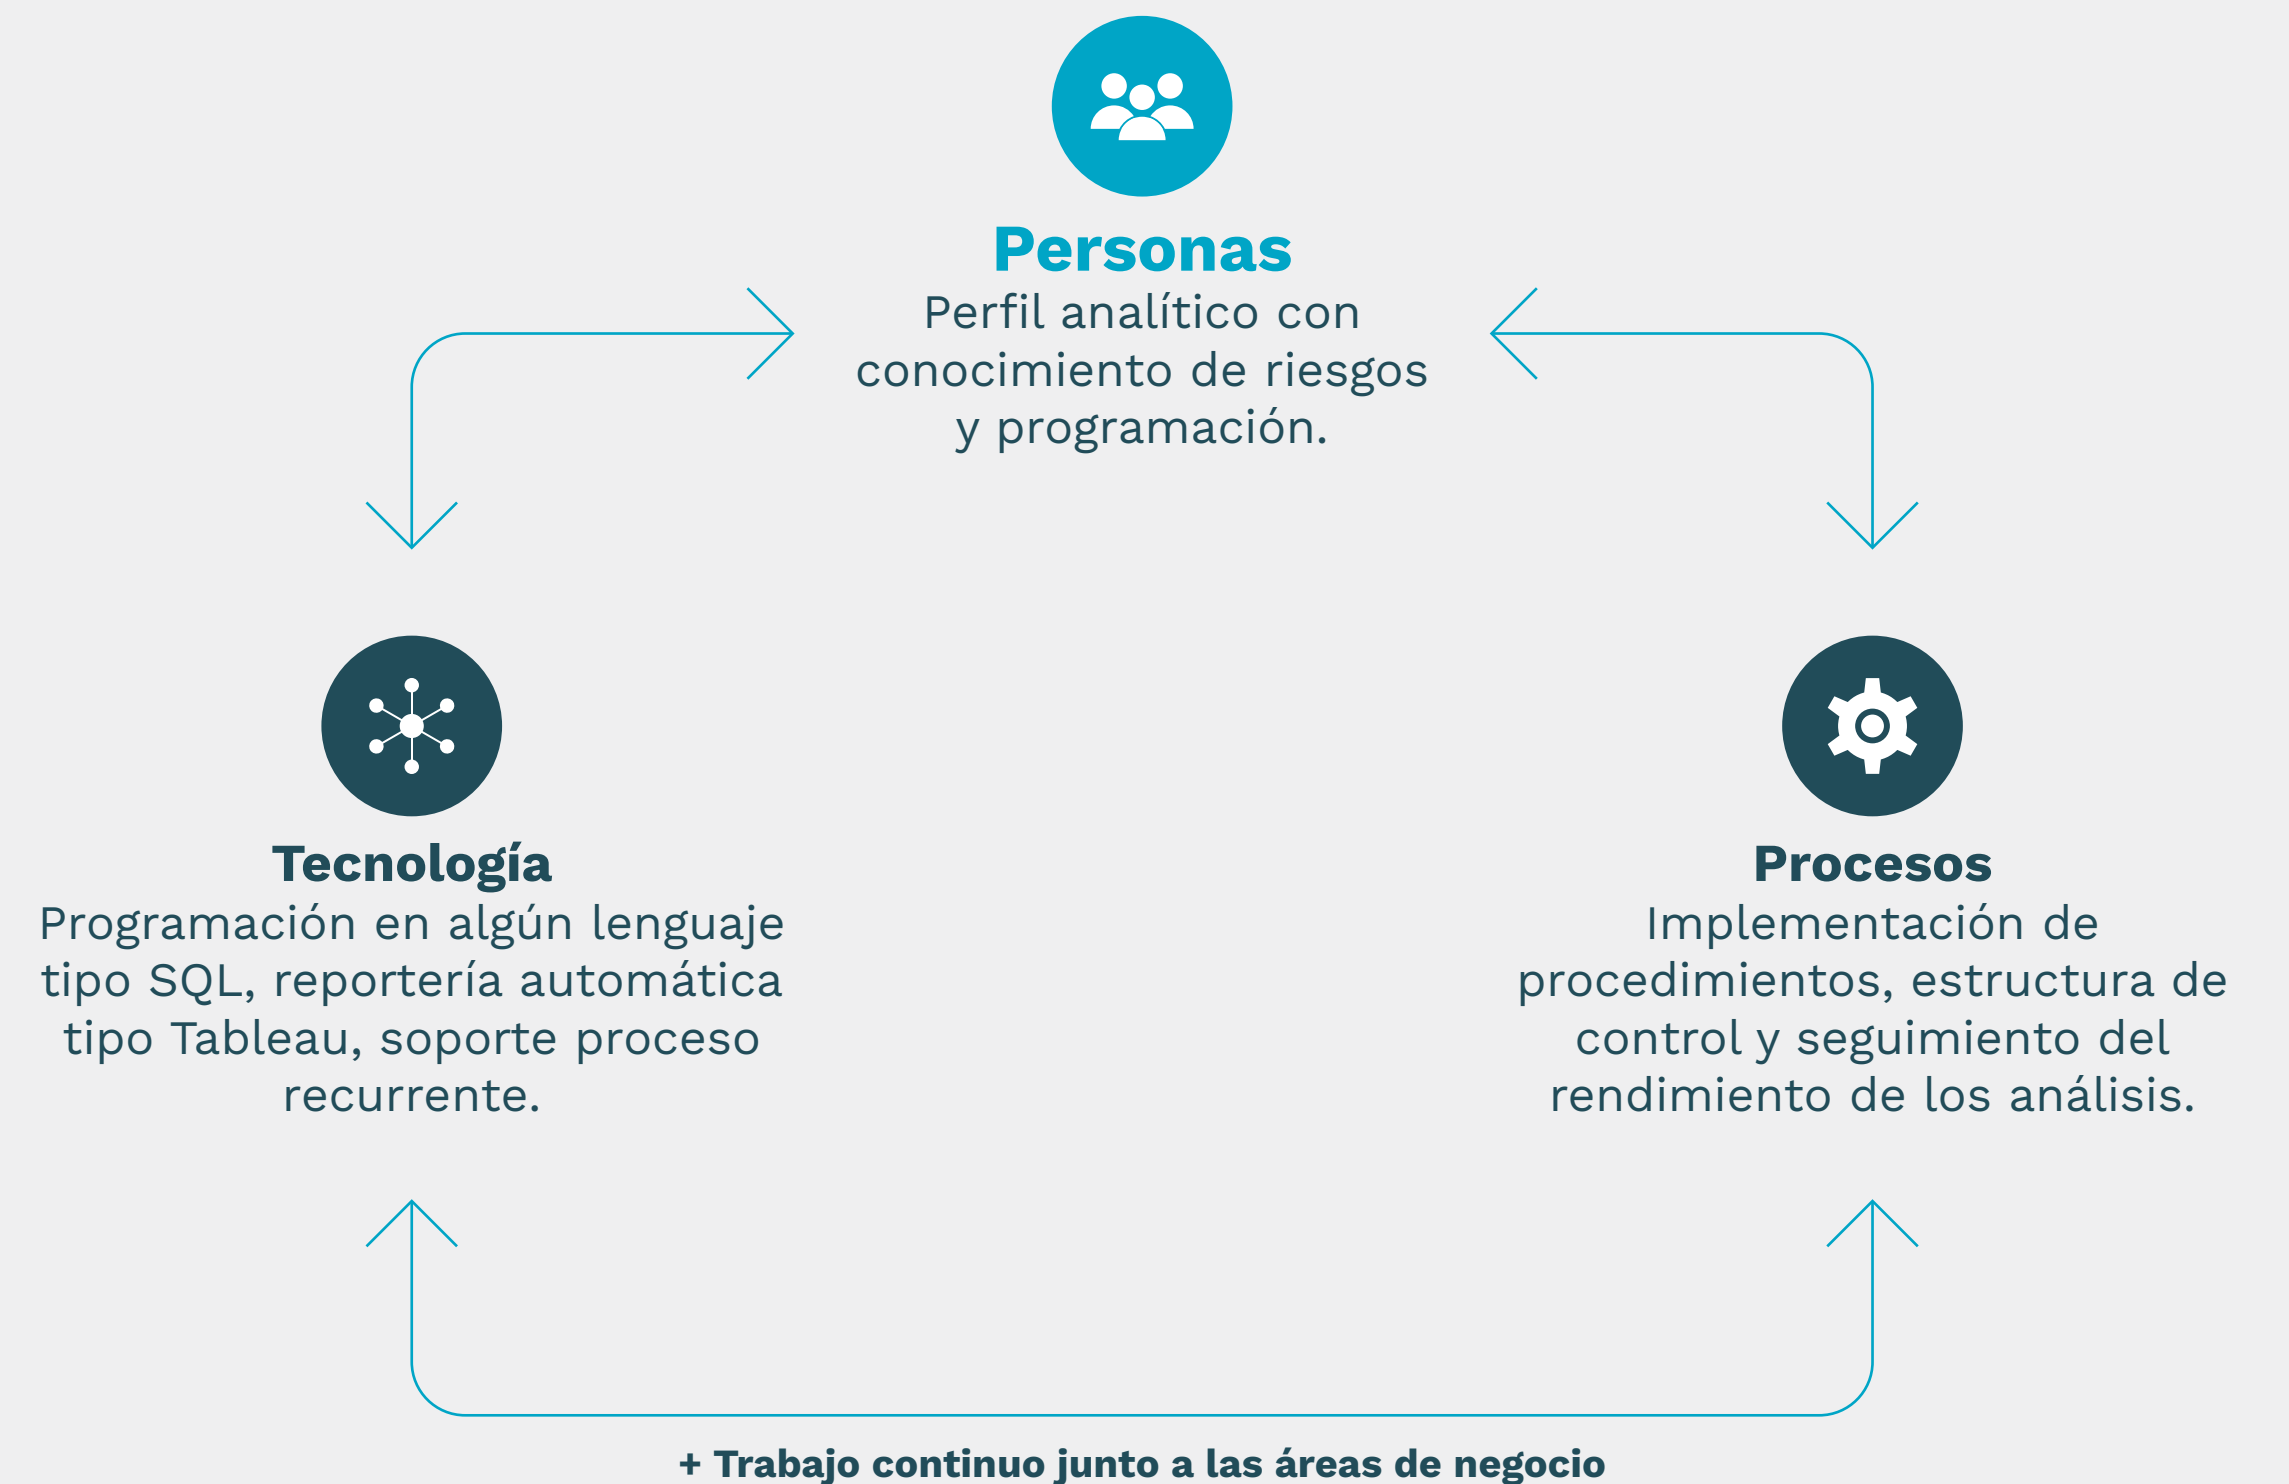 Personas
Perfil analítico con
conocimiento de riesgos
y programación.
Tecnología
Programación en algún lenguaje
tipo SQL, reportería automática
tipo Tableau, soporte proceso
recurrente.
Procesos
Implementación de
procedimientos, estructura de
control y seguimiento del
rendimiento de los análisis.
+ Trabajo continuo junto a las áreas de negocio